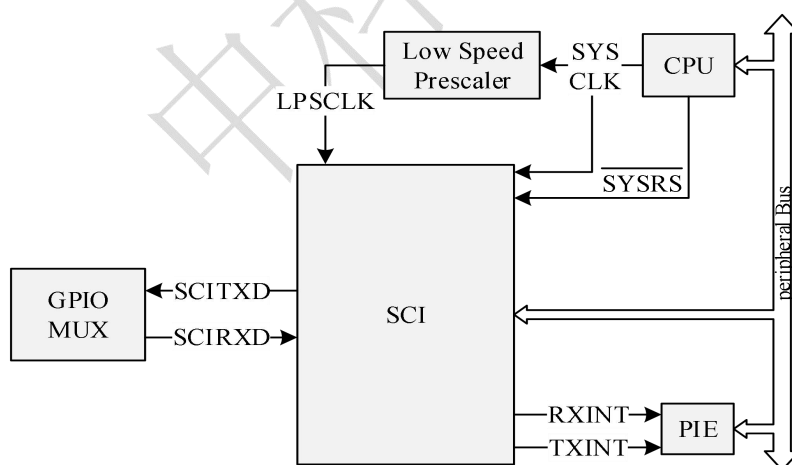 中科
Low Speed
Prescaler
SYS
CLK
CPU
LPSCLK
SYSRS
GPIO
MUX
SCITXD
SCIRXD
SCI
RXINT
TXINT
PIE
peripheral Bus